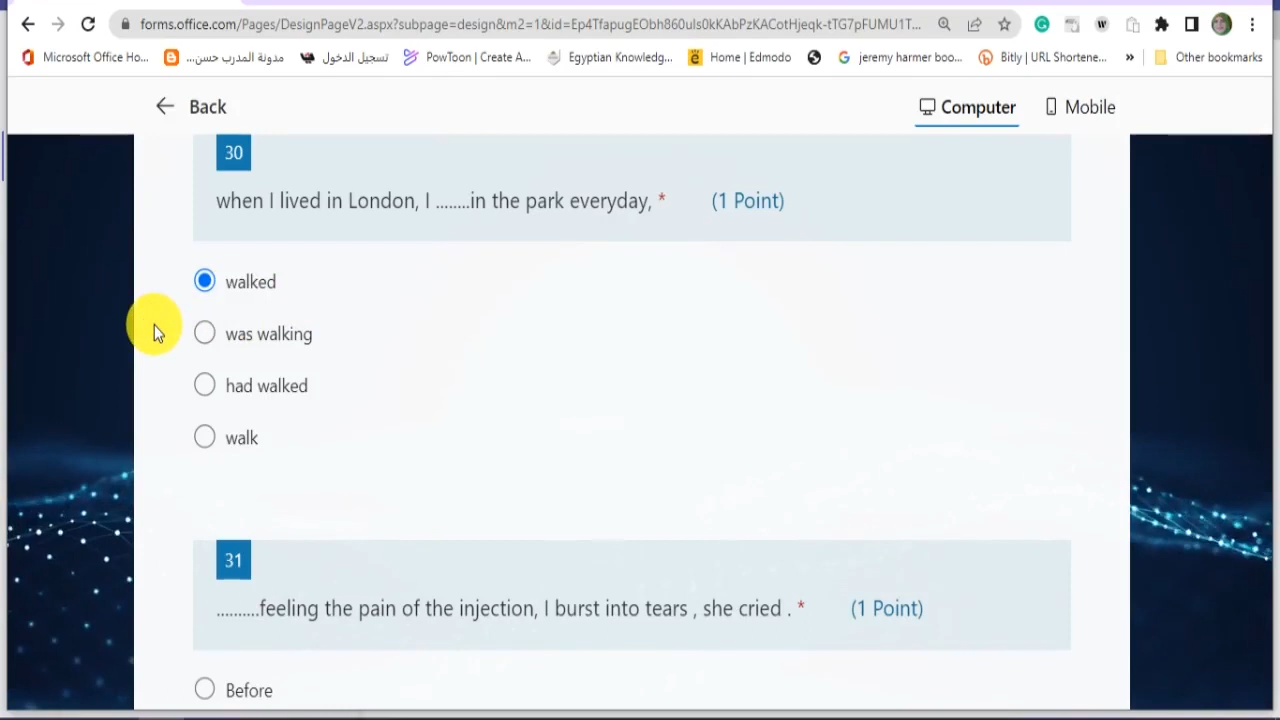 forms.office.com/Pages/DesignPageV2.aspx?subpage=design&m2=1&id=Ep4TfapugEObh860uls0kKAbPzKACotHjeqk-tTG7pFUMU1T...
Microsoft Office Ho...
مدونة المدرب حسن...
تسجيل الدخول
PowToon | Create A...
Egyptian Knowledg...
Home | Edmodo
jeremy harmer boo...
Bitly | URL Shortene...
»
Other bookmarks
Back
Computer
Mobile
30
when I lived in London, I ........in the park everyday, * (1 Point)
walked
was walking
had walked
walk
31
..........feeling the pain of the injection, I burst into tears , she cried . * (1 Point)
Before